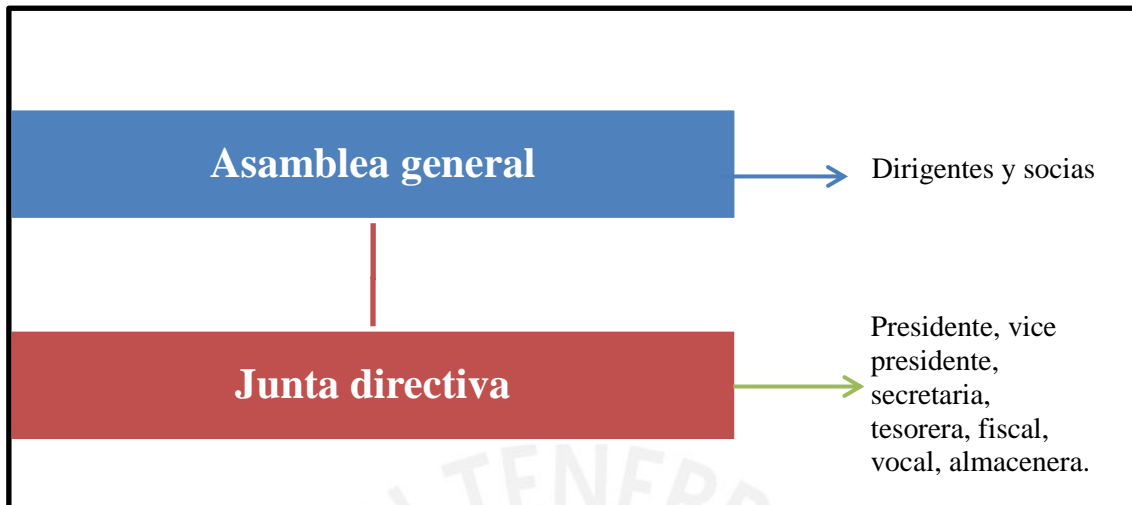 Asamblea general
Dirigentes y socias
Junta directiva
Presidente, vice
presidente,
secretaria,
tesorera, fiscal,
vocal, almacenera.